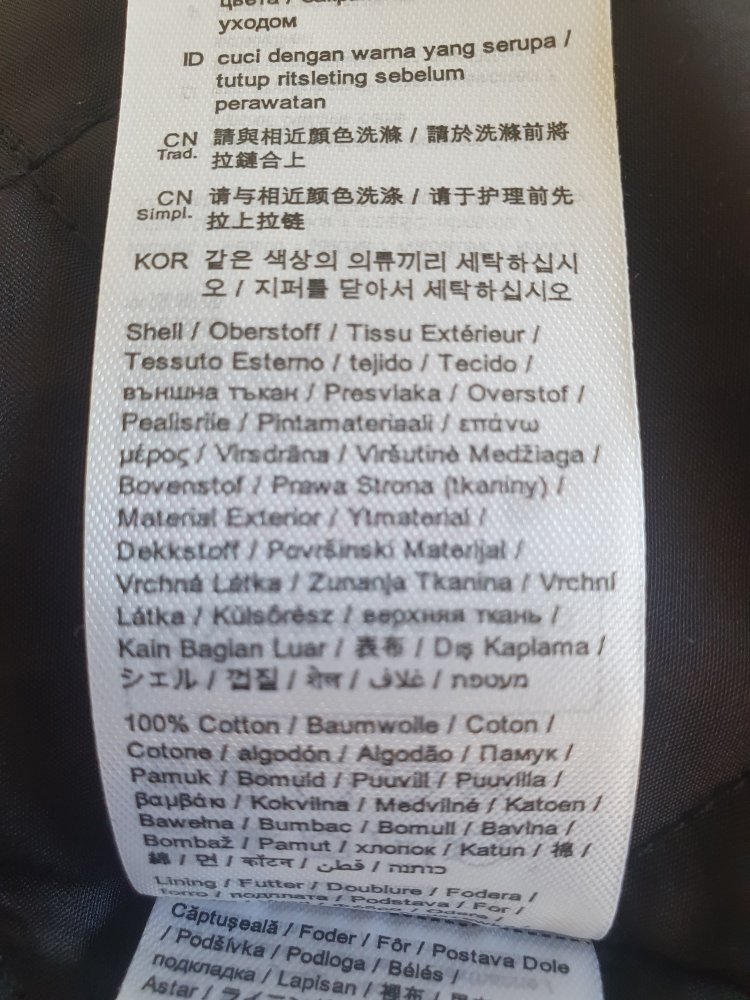 уходом
ID cuci dengan warna yang serupa /
tutup ritsleting sebelum
perawatan
CN Trad. 請與相近顏色洗滌 / 請於洗滌前將
拉鏈合上
CN Simpl. 请与相近颜色洗涤 / 请于护理前先
拉上拉链
KOR 같은 색상의 의류끼리 세탁하십시
오 / 지퍼를 닫아서 세탁하십시오
Shell / Oberstoff / Tissu Extérieur /
Tessuto Esterno / tejido / Tecido /
външна тъкан / Presvlaka / Overstof /
Pealisriie / Pintamateriaali / επάνω
μέρος / Virsdrāna / Viršutinė Medžiaga /
Bovenstof / Prawa Strona (tkaniny) /
Material Exterior / Ytmaterial /
Dekkstoff / Površinski Materijal /
Vrchná Látka / Zunanja Tkanina / Vrchní
Látka / Külsőrész / верхняя ткань /
Kain Bagian Luar / 表布 / Dış Kaplama /
シェル / 겉질 / शेल / غلاف / מעטפת
100% Cotton / Baumwolle / Coton /
Cotone / algodón / Algodão / Памук /
Pamuk / Bomuld / Puuvill / Puuvilla /
βαμβάκι / Kokvilna / Medvilnė / Katoen /
Bawełna / Bumbac / Bomull / Bavlna /
Bombaž / Pamut / хлопок / Katun / 棉 /
綿 / 면 / कॉटन / قطن / כותנה
Lining / Futter / Doublure / Fodera /
forro / подплата / Podstava / For /
Căptuşeală / Foder / Fôr / Postava Dole
/ Podšívka / Podloga / Bélés /
подкладка / Lapisan / 裡布 /
Astar /